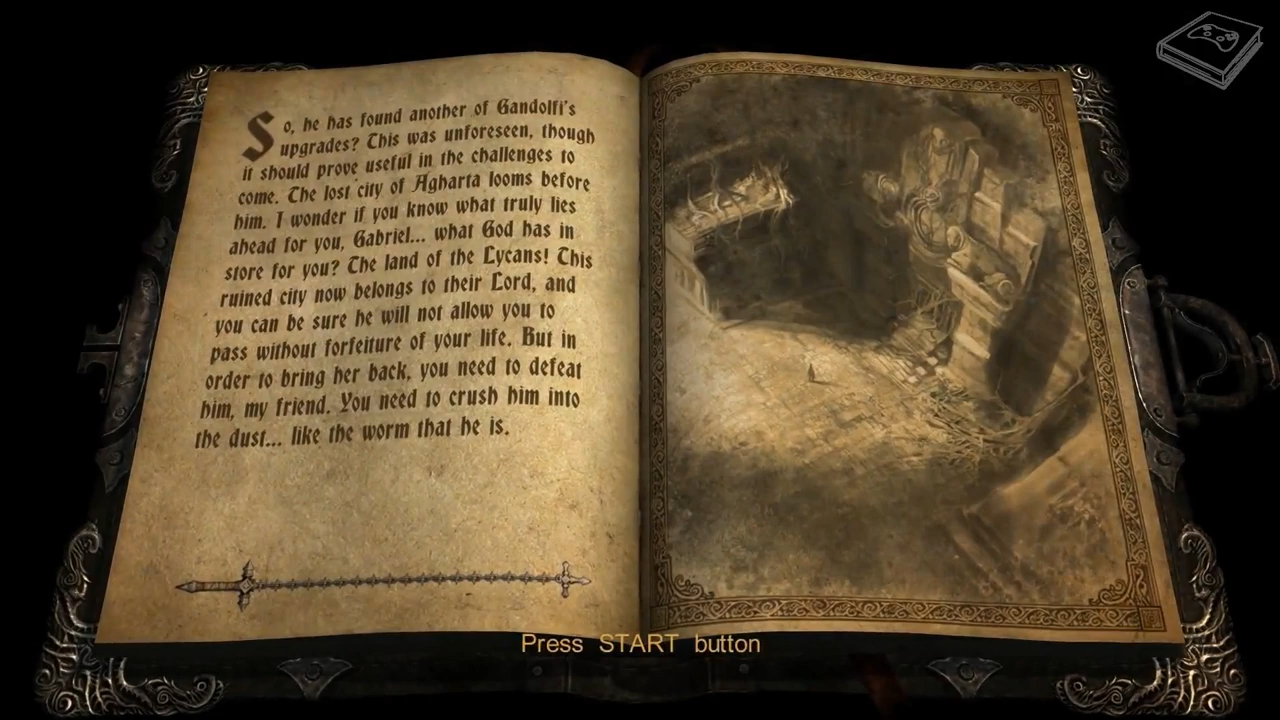 So, he has found another of Gandolfi's
upgrades? This was unforeseen, though
it should prove useful in the challenges to
come. The lost city of Agharta looms before
him. I wonder if you know what truly lies
ahead for you, Gabriel... what God has in
store for you? The land of the Lycans! This
ruined city now belongs to their Lord, and
you can be sure he will not allow you to
pass without forfeiture of your life. But in
order to bring her back, you need to defeat
him, my friend. You need to crush him into
the dust... like the worm that he is.
Press START button